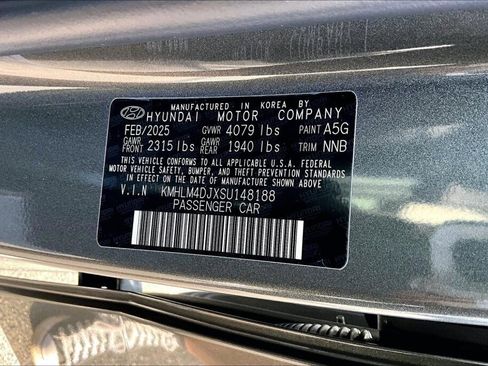 MANUFACTURED IN KOREA BY
HYUNDAI MOTOR COMPANY
FEB/2025 GVWR 4079 lbs PAINT A5G
GAWR FRONT 2315 lbs GAWR REAR 1940 lbs TRIM NNB
THIS VEHICLE CONFORMS TO ALL APPLICABLE U.S.A. FEDERAL
MOTOR VEHICLE SAFETY, BUMPER, AND THEFT PREVENTION STANDARDS
IN EFFECT ON THE DATE OF MANUFACTURE SHOWN ABOVE.
V.I.N KMHLM4DJXSU148188
PASSENGER CAR